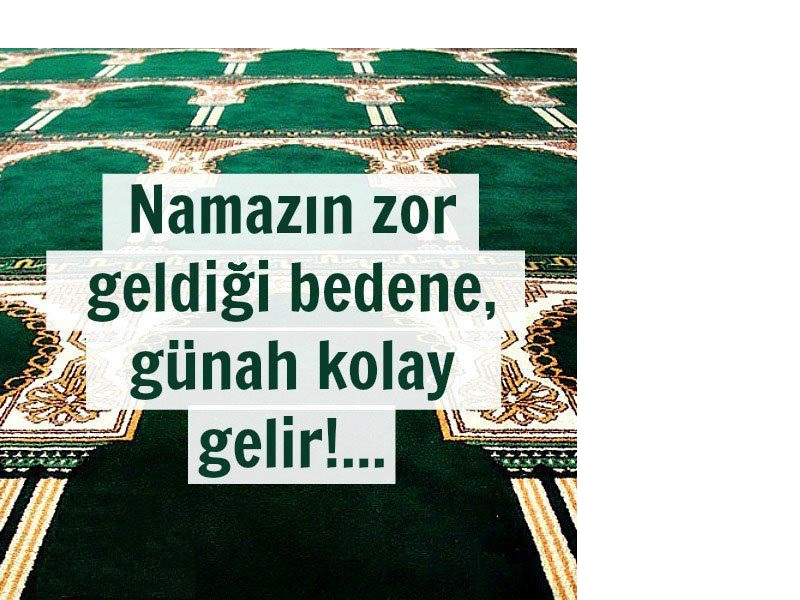 Namazın zor
geldiği bedene,
günah kolay
gelir!...